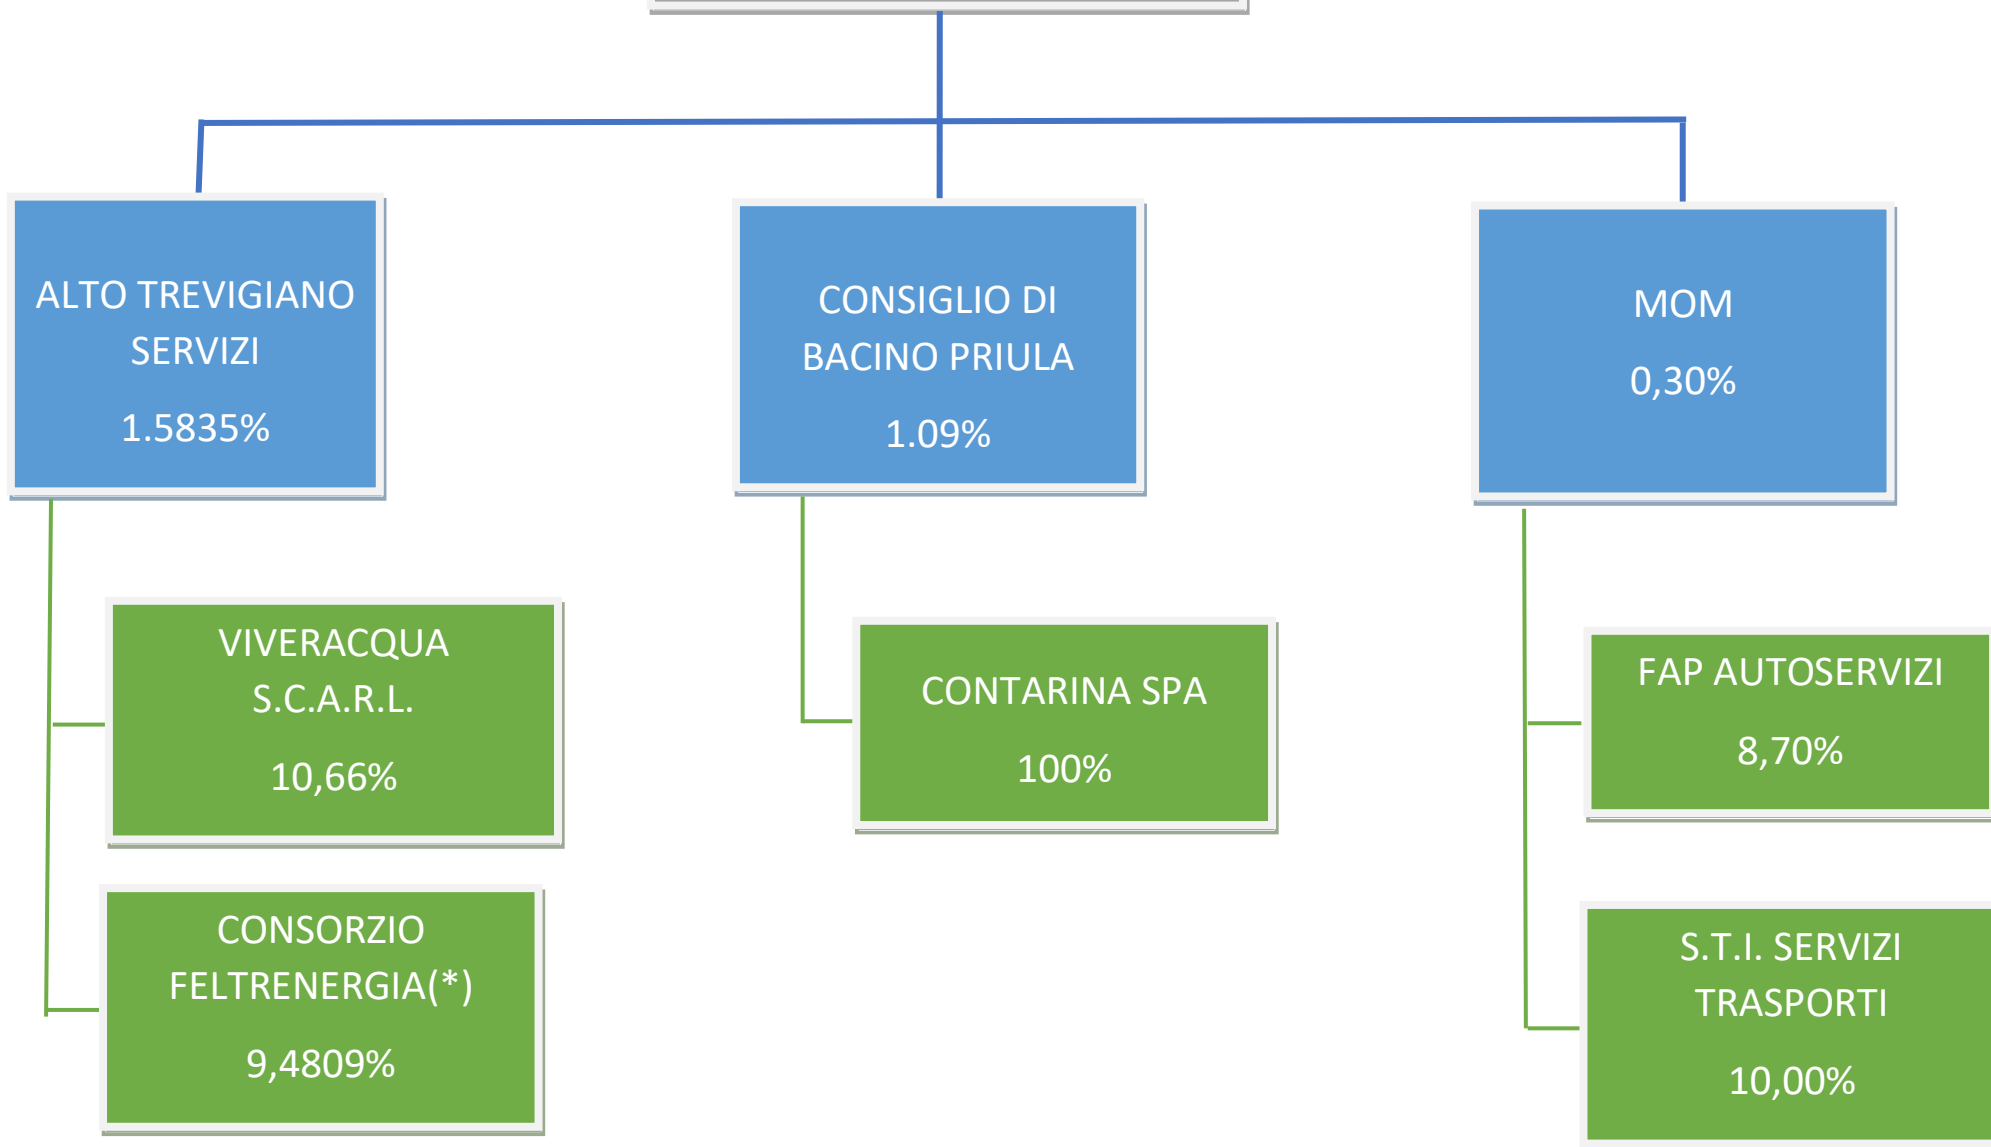 ALTO TREVIGIANO
SERVIZI
1.5835%
CONSIGLIO DI
BACINO PRIULA
1.09%
MOM
0,30%
VIVERACQUA
S.C.A.R.L.
10,66%
CONTARINA SPA
100%
FAP AUTOSERVIZI
8,70%
CONSORZIO
FELTRENERGIA(*)
9,4809%
S.T.I. SERVIZI
TRASPORTI
10,00%